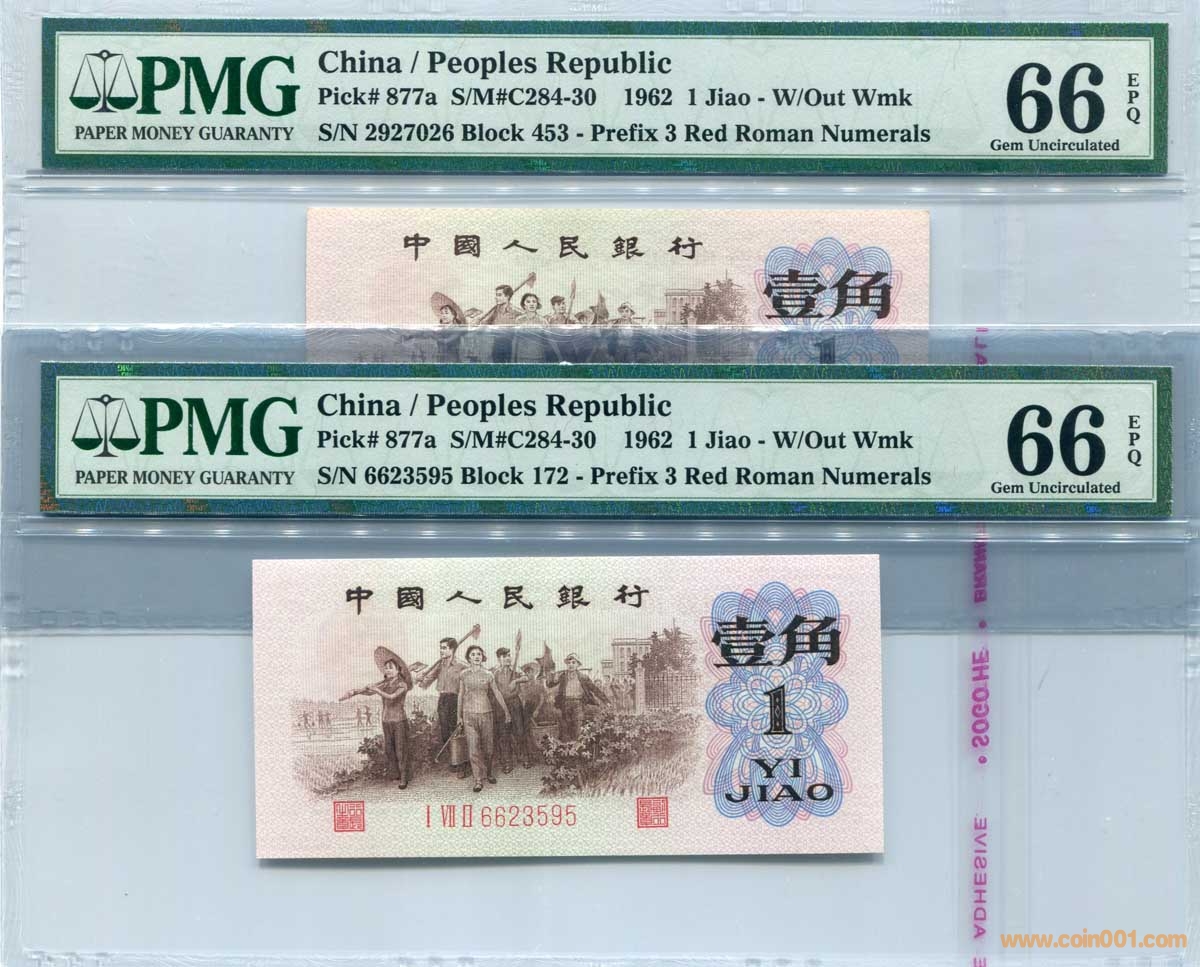 PMG
PAPER MONEY GUARANTY
China / Peoples Republic
Pick# 877a S/M#C284-30 1962 1 Jiao - W/Out Wmk
S/N 2927026 Block 453 - Prefix 3 Red Roman Numerals
66
EPQ
Gem Uncirculated
中國人民銀行
壹角
1
PMG
PAPER MONEY GUARANTY
China / Peoples Republic
Pick# 877a S/M#C284-30 1962 1 Jiao - W/Out Wmk
S/N 6623595 Block 172 - Prefix 3 Red Roman Numerals
66
EPQ
Gem Uncirculated
中國人民銀行
壹角
1
YI
JIAO
I VII II 6623595
ADHESIVE
www.coin001.com